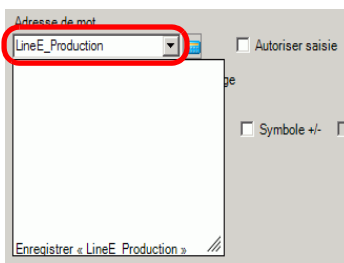 Adresse de mot
LineE_Production
Autoriser saisie
ge
Symbole +/-
Enregistrer « LineE_Production »